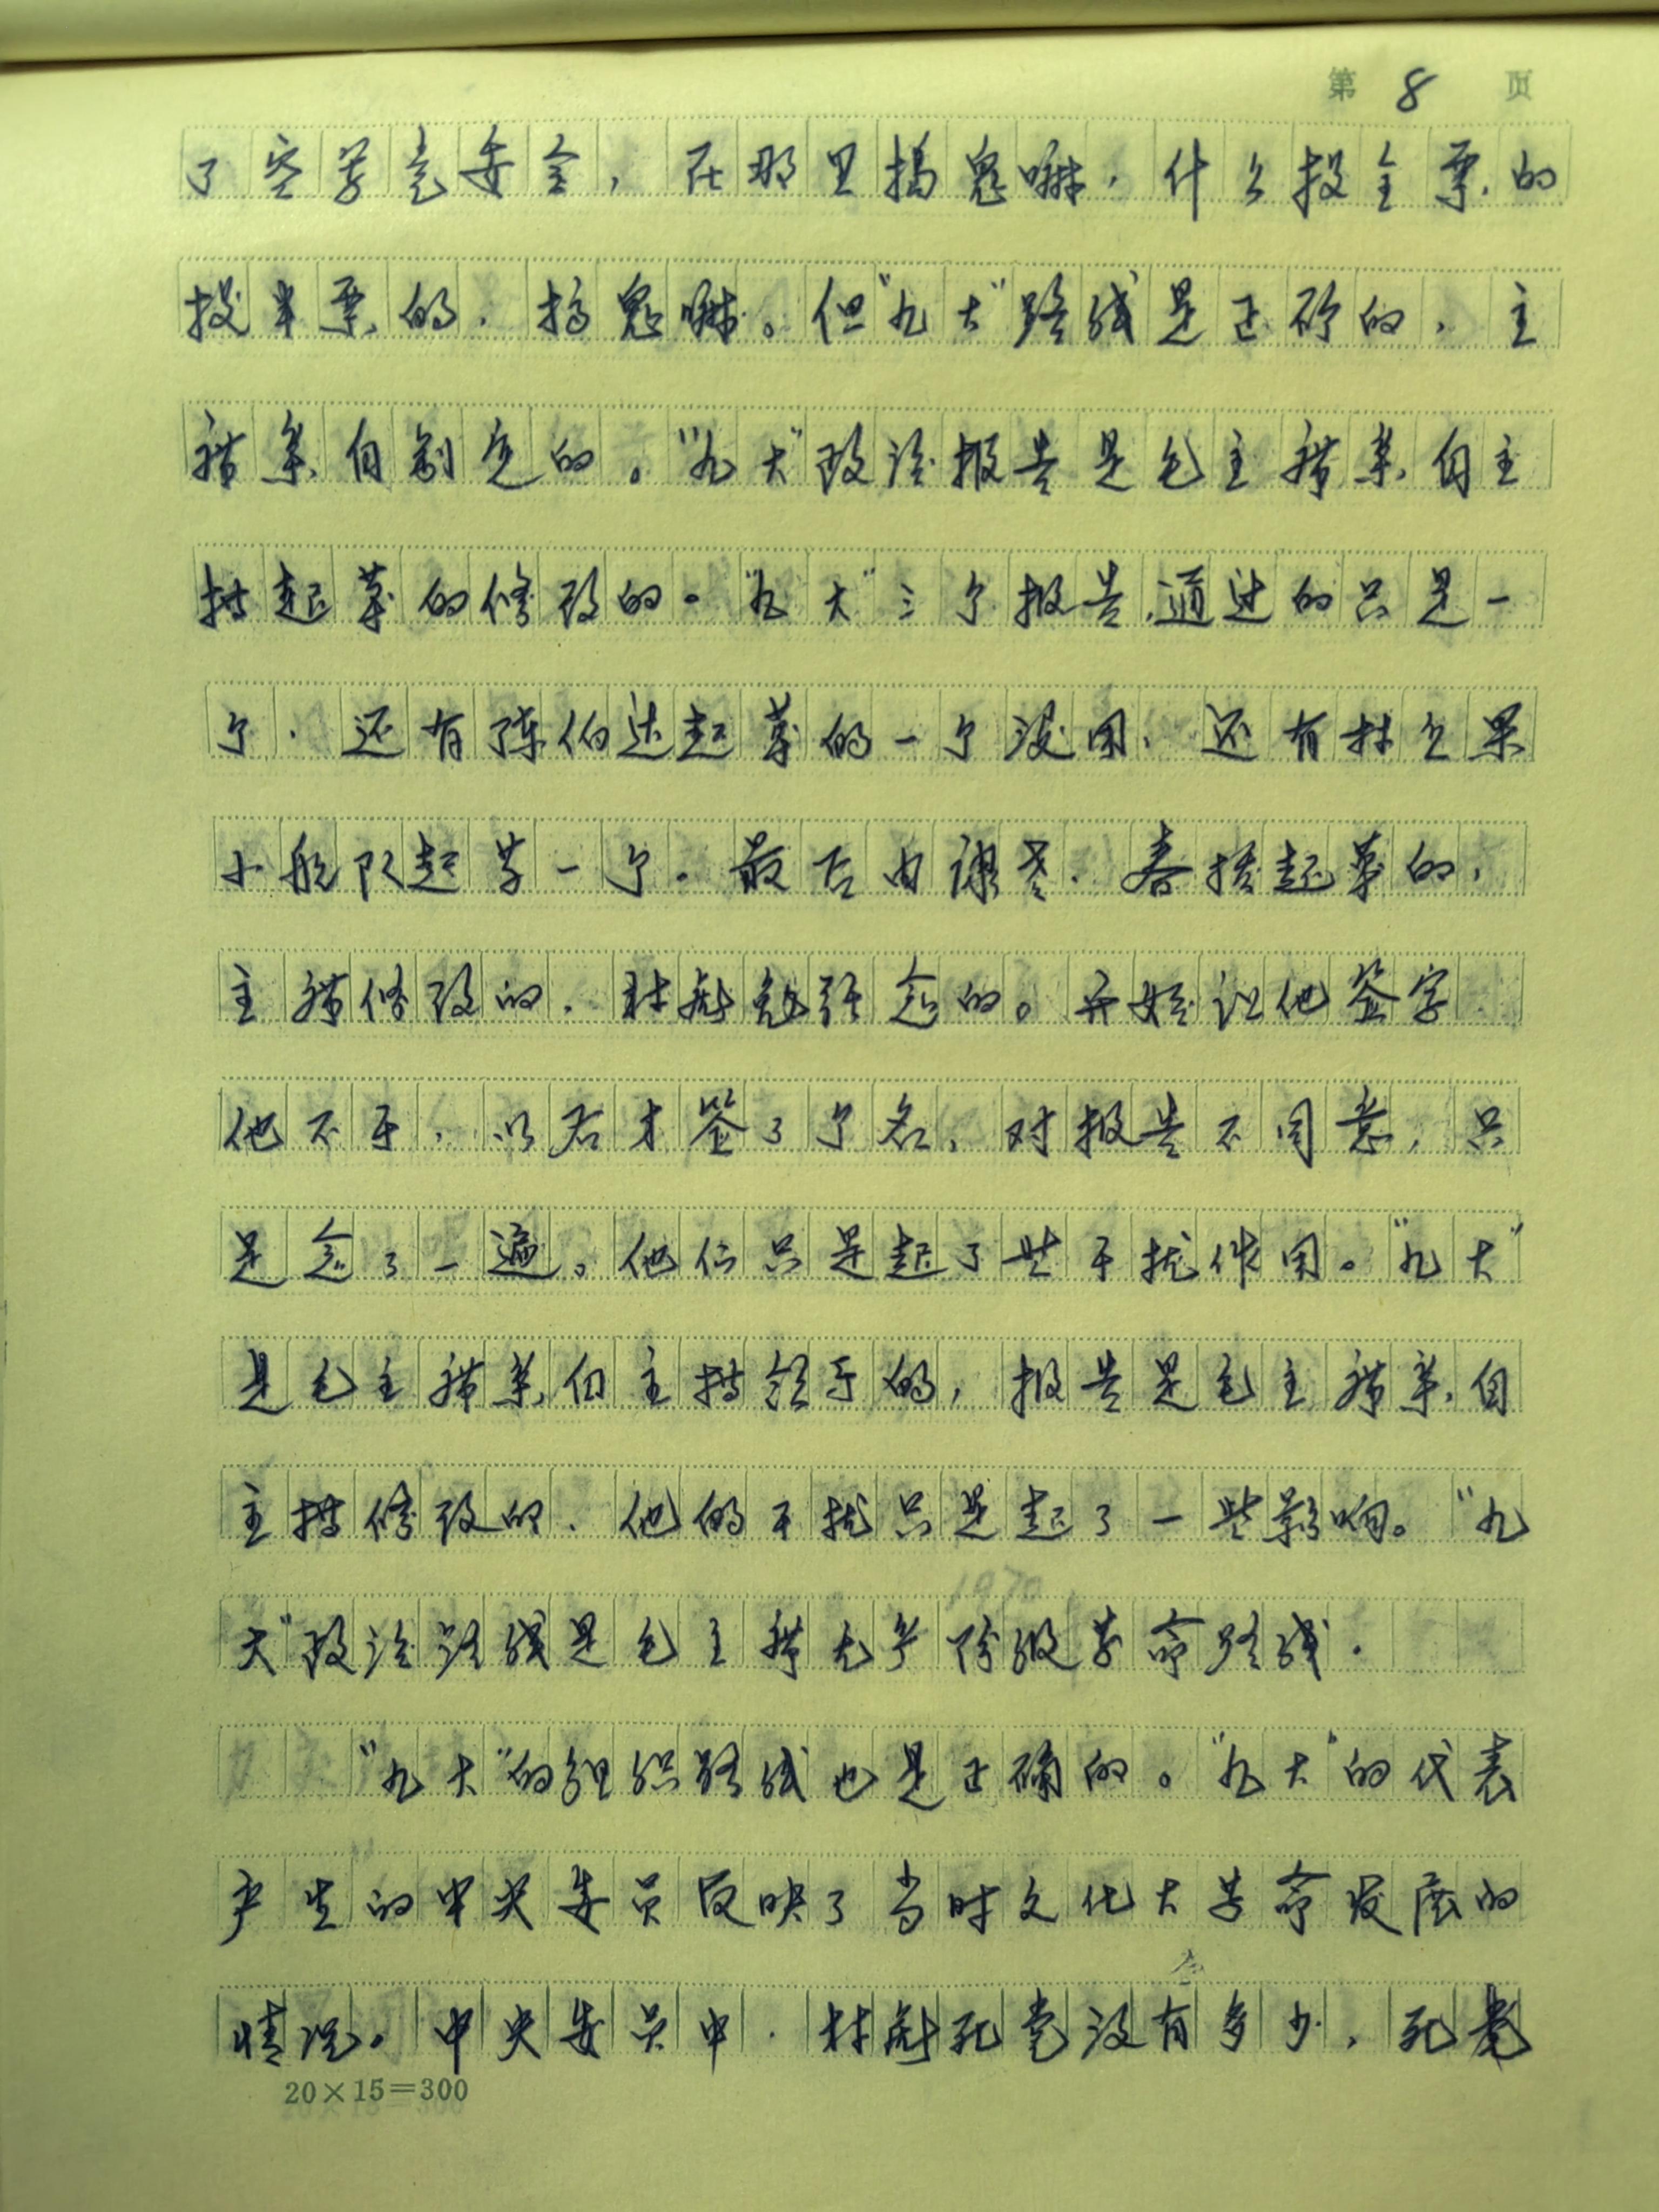 第 8 页
了空军党委会，在那里搞鬼嘛，什么投全票的
投半票的，搞鬼嘛。但“九大”路线是正确的，主
席亲自制定的。“九大”政治报告是毛主席亲自主
持起草的修改的。“九大”三个报告，通过的只是一
个，还有陈伯达起草的一个没用，还有林立果
小舰队起草一个。最后由谬老、春桥起草的，
主席修改的，林彪勉强念的。开始让他签字
他不干，以后才签了个名，对报告不同意，只
是念了一遍。他们只是起了些干扰作用。“九大”
是毛主席亲自主持领导的，报告是毛主席亲自
主持修改的，他的干扰只是起了一些影响。“九
1970
大”政治路线是毛主席无产阶级革命路线。
“九大”的组织路线也是正确的。“九大”的代表
产生的中央委员反映了当时文化大革命发展的
情况。中央委员中，林彪死党没有多少，死党
20×15=300